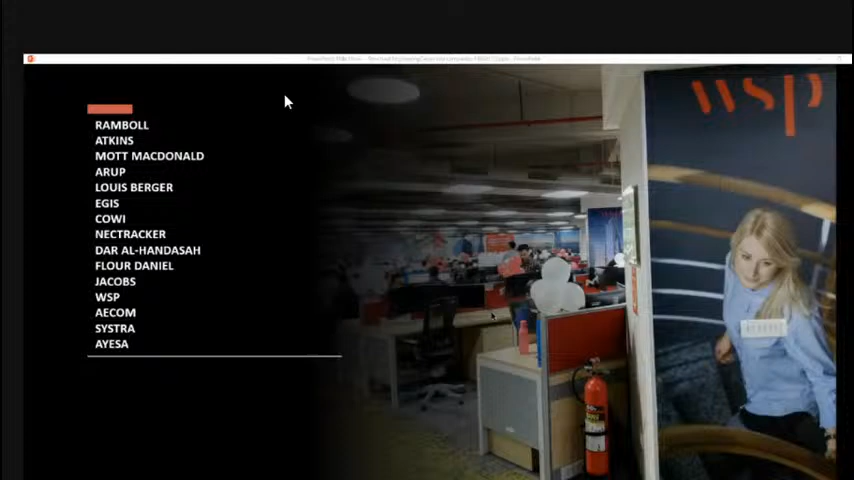 RAMBOLL
ATKINS
MOTT MACDONALD
ARUP
LOUIS BERGER
EGIS
COWI
NECTRACKER
DAR AL-HANDASAH
FLOUR DANIEL
JACOBS
WSP
AECOM
SYSTRA
AYESA
wsp